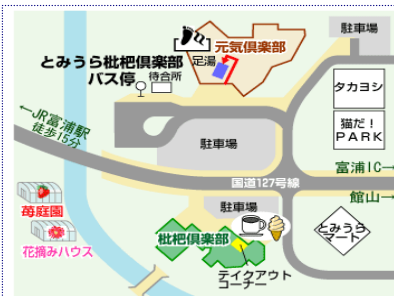 駐車場
元気倶楽部
足湯
とみうら枇杷倶楽部
バス停
待合所
タカヨシ
猫だ!
PARK
←JR富浦駅
徒歩15分
駐車場
富浦IC→
国道127号線
館山→
駐車場
苺庭園
とみうら
マート
枇杷倶楽部
花摘みハウス
テイクアウト
コーナー